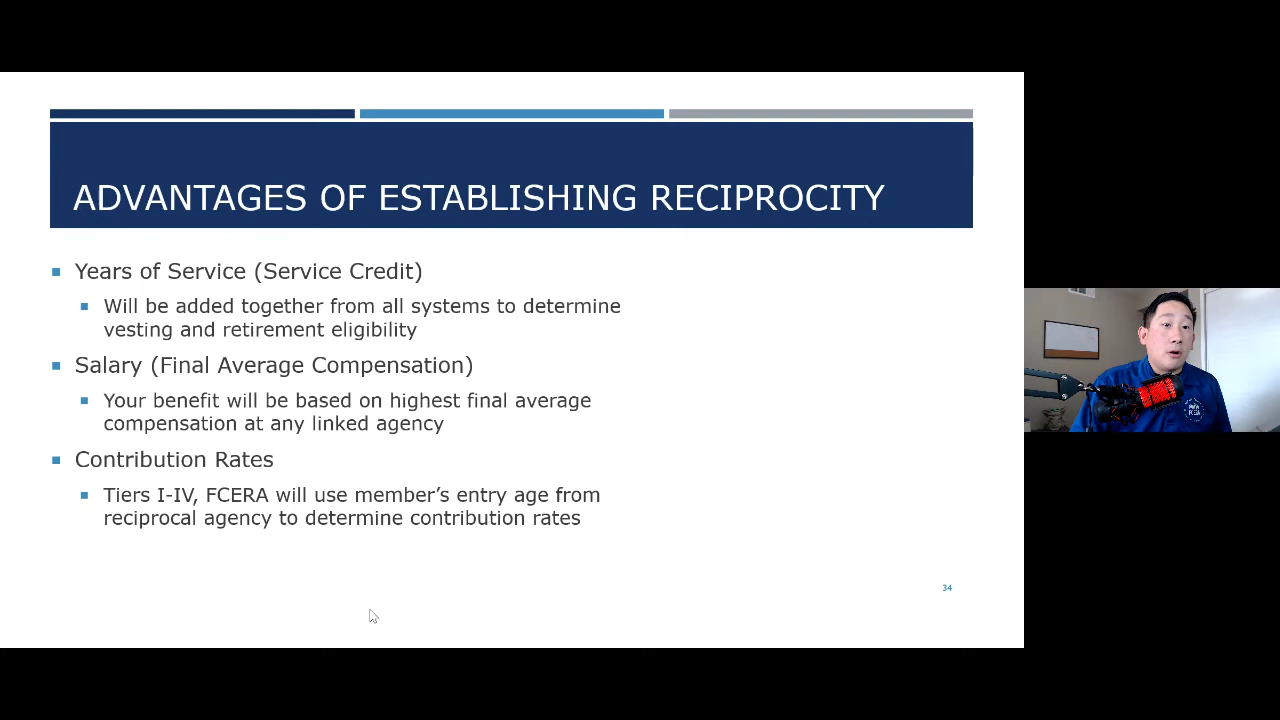 ADVANTAGES OF ESTABLISHING RECIPROCITY
Years of Service (Service Credit)
Will be added together from all systems to determine
vesting and retirement eligibility
Salary (Final Average Compensation)
Your benefit will be based on highest final average
compensation at any linked agency
Contribution Rates
Tiers I-IV, FCERA will use member’s entry age from
reciprocal agency to determine contribution rates
34